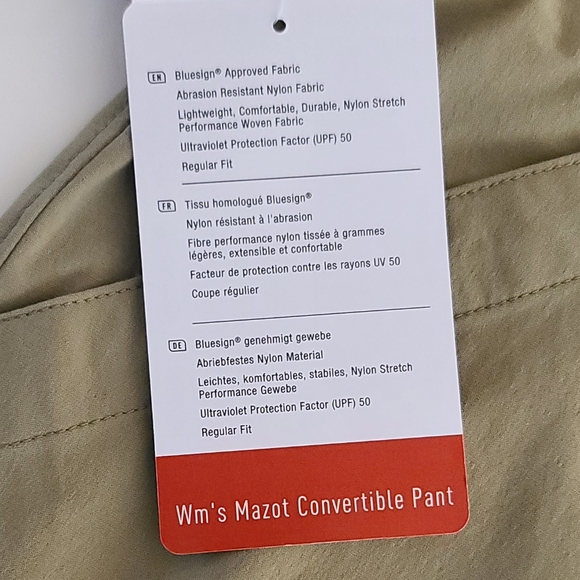 EN Bluesign® Approved Fabric
Abrasion Resistant Nylon Fabric
Lightweight, Comfortable, Durable, Nylon Stretch
Performance Woven Fabric
Ultraviolet Protection Factor (UPF) 50
Regular Fit
FR Tissu homologué Bluesign®
Nylon résistant à l'abrasion
Fibre performance nylon tissée à grammes
légères, extensible et confortable
Facteur de protection contre les rayons UV 50
Coupe régulier
DE Bluesign® genehmigt gewebe
Abriebfestes Nylon Material
Leichtes, komfortables, stabiles, Nylon Stretch
Performance Gewebe
Ultraviolet Protection Factor (UPF) 50
Regular Fit
Wm's Mazot Convertible Pant